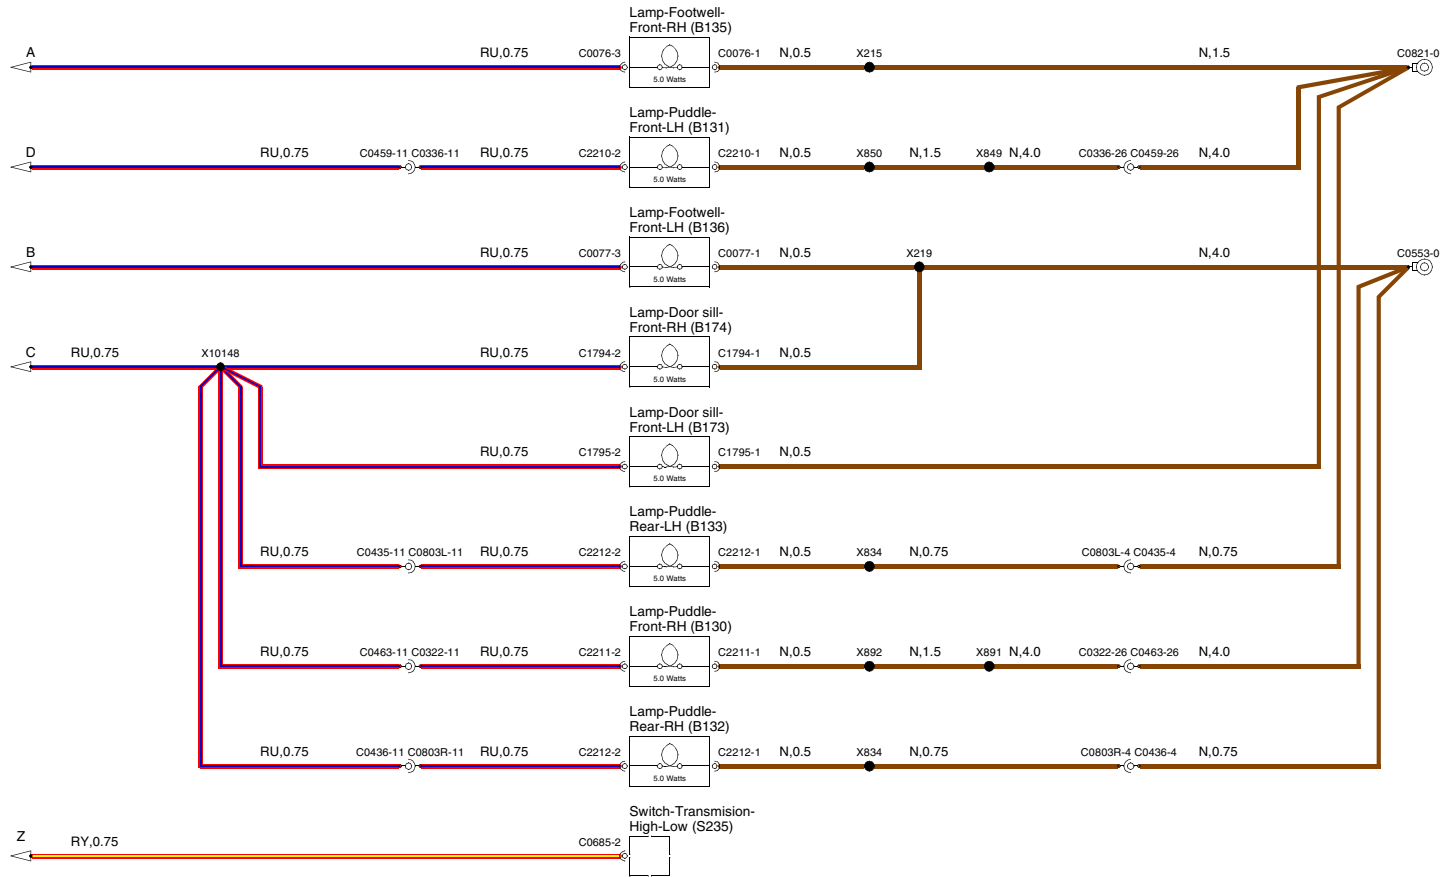 Lamp-Footwell-
Front-RH (B135)
A
RU,0.75
C0076-3
5.0 Watts
C0076-1
N,0.5
X215
N,1.5
C0821-0
Lamp-Puddle-
Front-LH (B131)
D
RU,0.75
C0459-11 C0336-11
RU,0.75
C2210-2
5.0 Watts
C2210-1
N,0.5
X850
N,1.5
X849
N,4.0
C0336-26 C0459-26
N,4.0
Lamp-Footwell-
Front-LH (B136)
B
RU,0.75
C0077-3
5.0 Watts
C0077-1
N,0.5
X219
N,4.0
C0553-0
Lamp-Door sill-
Front-RH (B174)
C
RU,0.75
X10148
RU,0.75
C1794-2
5.0 Watts
C1794-1
N,0.5
Lamp-Door sill-
Front-LH (B173)
RU,0.75
C1795-2
5.0 Watts
C1795-1
N,0.5
Lamp-Puddle-
Rear-LH (B133)
RU,0.75
C0435-11 C0803L-11
RU,0.75
C2212-2
5.0 Watts
C2212-1
N,0.5
X834
N,0.75
C0803L-4 C0435-4
N,0.75
Lamp-Puddle-
Front-RH (B130)
RU,0.75
C0463-11 C0322-11
RU,0.75
C2211-2
5.0 Watts
C2211-1
N,0.5
X892
N,1.5
X891
N,4.0
C0322-26 C0463-26
N,4.0
Lamp-Puddle-
Rear-RH (B132)
RU,0.75
C0436-11 C0803R-11
RU,0.75
C2212-2
5.0 Watts
C2212-1
N,0.5
X834
N,0.75
C0803R-4 C0436-4
N,0.75
Switch-Transmision-
High-Low (S235)
Z
RY,0.75
C0685-2